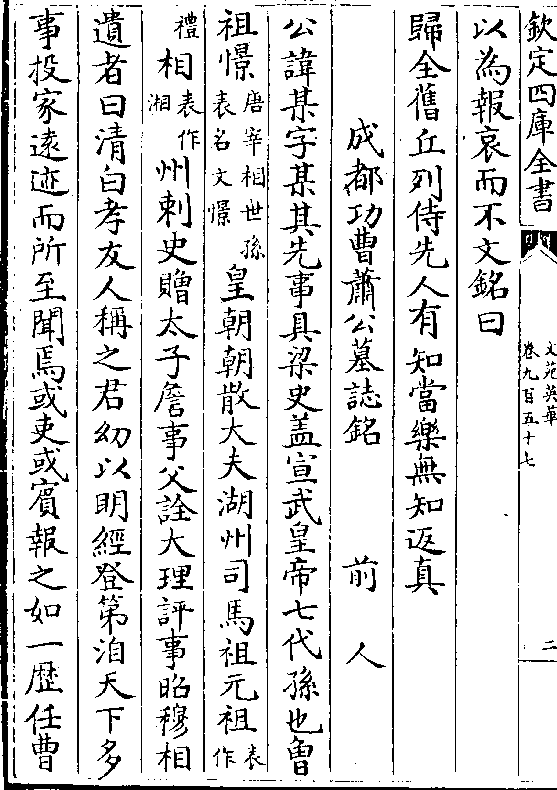 欽定四庫全書
文苑英華
卷九百五十七
二
以為報哀而不文銘曰
歸全舊丘列侍先人有知當樂無知返真
成都功曹蕭公墓誌銘 前人
公諱某字某其先事具梁史盖宣武皇帝七代孫也曾
祖憬唐宰相世孫表名文憬皇朝朝散大夫湖州司馬祖元祖表作
禮相表作湘州刺史贈太子詹事父詮大理評事昭穆相
遺者曰清白孝友人稱之君幼以明經登第洎天下多
事投家遠迹而所至聞焉或吏或賓報之如一歴任曹